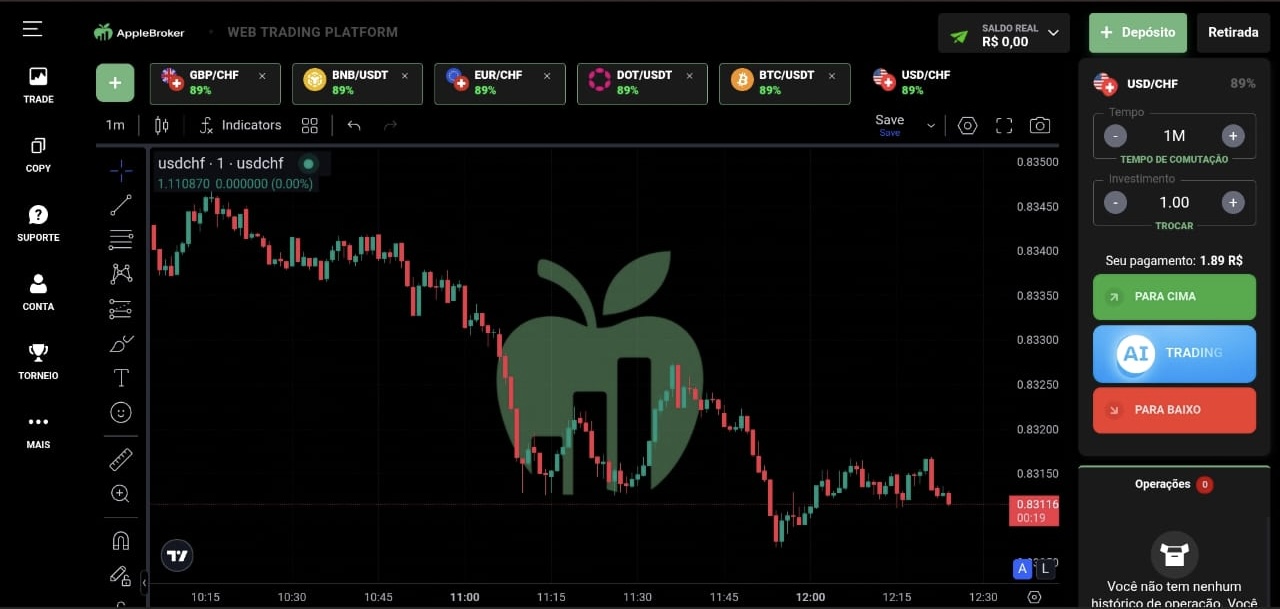 AppleBroker
WEB TRADING PLATFORM
SALDO REAL
R$ 0,00
+ Depósito
Retirada
TRADE
COPY
SUPORTE
CONTA
TORNEIO
MAIS
+
GBP/CHF ×
89%
BNB/USDT ×
89%
EUR/CHF ×
89%
DOT/USDT ×
89%
BTC/USDT ×
89%
USD/CHF
89%
1m
Indicators
Save
Save
usdchf · 1 · usdchf
1.110870 0.000000 (0.00%)
0.83500
0.83450
0.83400
0.83350
0.83300
0.83250
0.83200
0.83150
0.83116
00:19
A L
10:15 10:30 10:45 11:00 11:15 11:30 11:45 12:00 12:15 12:30
USD/CHF 89%
Tempo
- 1M +
TEMPO DE COMUTAÇÃO
Investimento
- 1.00 +
TROCAR
Seu pagamento: 1.89 R$
PARA CIMA
AI TRADING
PARA BAIXO
Operações 0
Você não tem nenhum
histórico de operação. Você